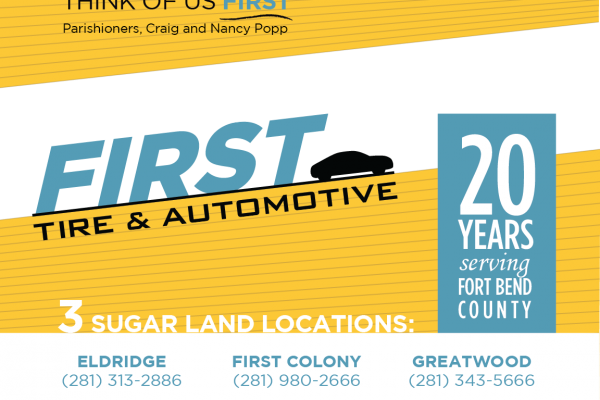 THINK OF US FIRST
Parishioners, Craig and Nancy Popp
FIRST
TIRE & AUTOMOTIVE
20
YEARS
serving
FORT BEND
COUNTY
3 SUGAR LAND LOCATIONS:
ELDRIDGE
(281) 313-2886
FIRST COLONY
(281) 980-2666
GREATWOOD
(281) 343-5666